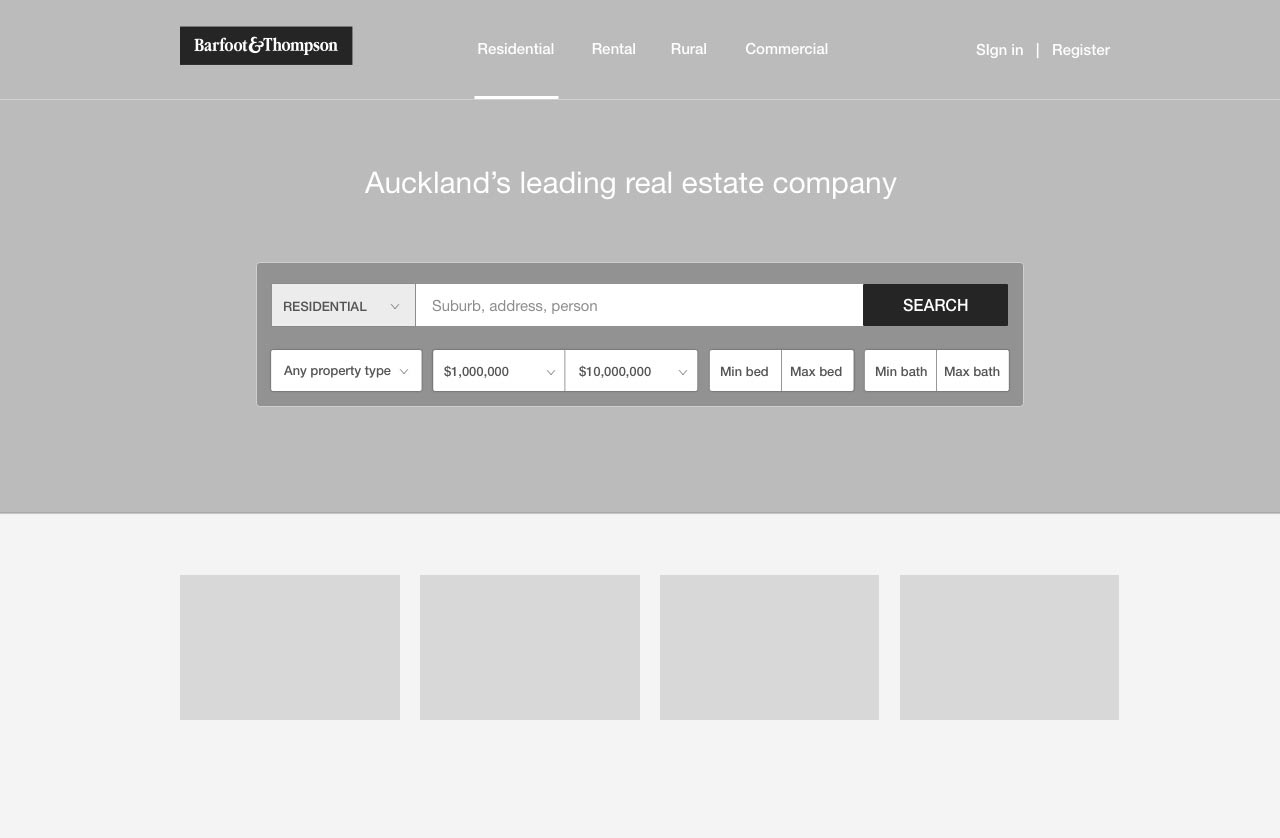 Barfoot&Thompson
Residential
Rental
Rural
Commercial
SIgn in | Register
Auckland’s leading real estate company
RESIDENTIAL
Suburb, address, person
SEARCH
Any property type
$1,000,000
$10,000,000
Min bed
Max bed
Min bath
Max bath